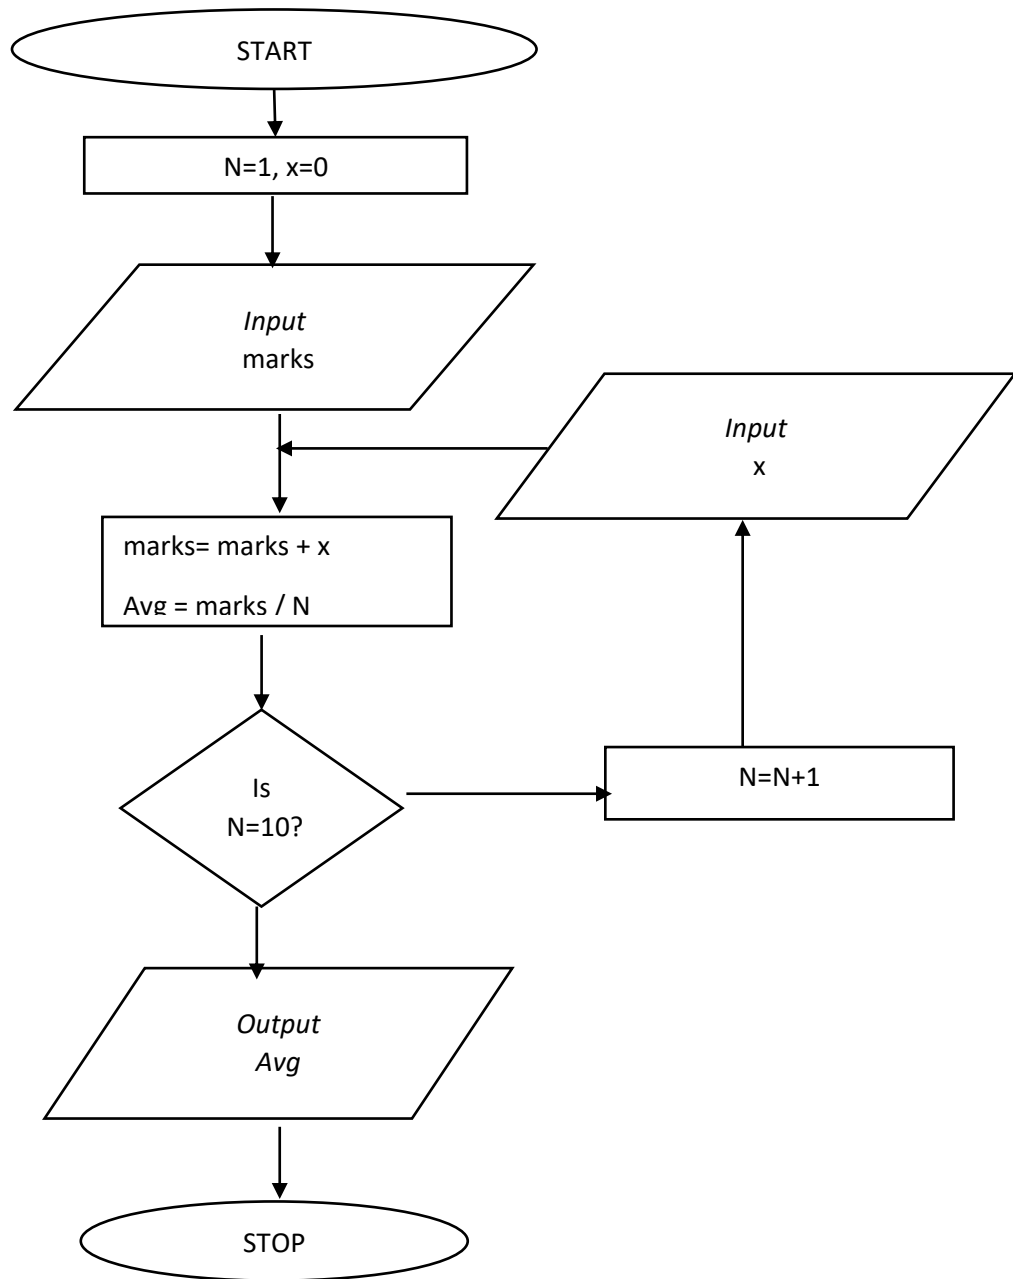 START
N=1, x=0
Input
marks
Input
x
marks= marks + x
Avg = marks / N
Is
N=10?
N=N+1
Output
Avg
STOP